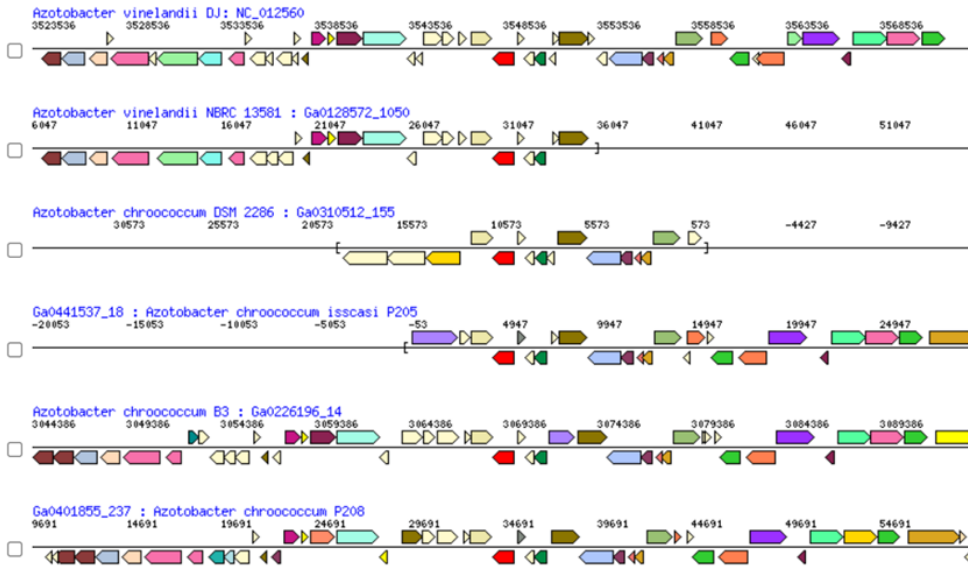 Azotobacter vinelandii DJ: NC_012560
3523536 3528536 3533536 3538536 3543536 3548536 3553536 3558536 3563536 3568536
Azotobacter vinelandii NBRC 13581 : Ga0128572_1050
6047 11047 16047 21047 26047 31047 36047 41047 46047 51047
Azotobacter chroococcum DSM 2286 : Ga0310512_155
30573 25573 20573 15573 10573 5573 573 -4427 -9427
Ga0441537_18 : Azotobacter chroococcum isscasi P205
-20053 -15053 -10053 -5053 -53 4947 9947 14947 19947 24947
Azotobacter chroococcum B3 : Ga0226196_14
3044386 3049386 3054386 3059386 3064386 3069386 3074386 3079386 3084386 3089386
Ga0401855_237 : Azotobacter chroococcum P208
9691 14691 19691 24691 29691 34691 39691 44691 49691 54691